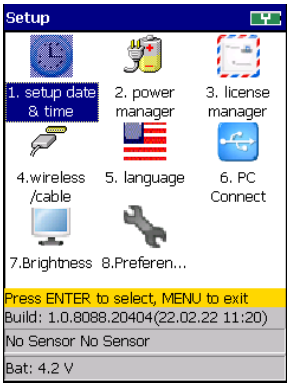 Setup
1. setup date & time
2. power manager
3. license manager
4.wireless /cable
5. language
6. PC Connect
7.Brightness
8.Preferen...
Press ENTER to select, MENU to exit
Build: 1.0.8088.20404(22.02.22 11:20)
No Sensor No Sensor
Bat: 4.2 V